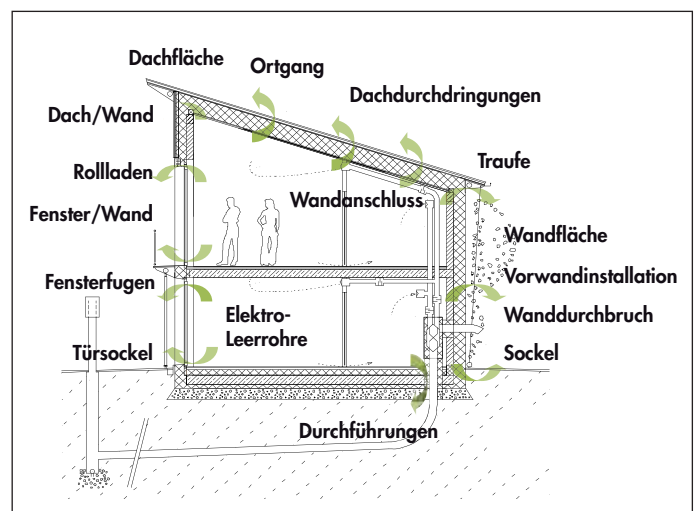 Dachfläche
Ortgang
Dachdurchdringungen
Dach/Wand
Traufe
Rollladen
Wandanschluss
Fenster/Wand
Wandfläche
Fensterfugen
Vorwandinstallation
Elektro-
Leerrohre
Wanddurchbruch
Türsockel
Sockel
Durchführungen